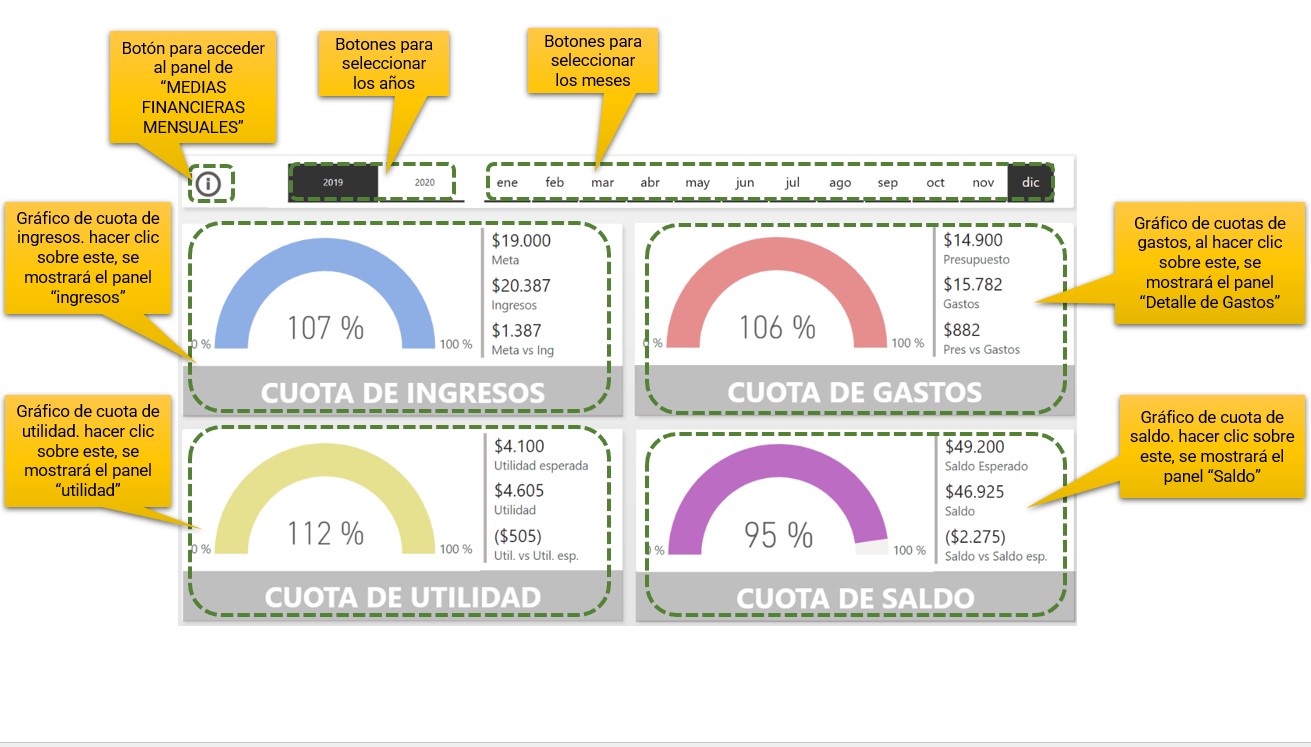 Botón para acceder
al panel de
“MEDIAS
FINANCIERAS
MENSUALES”
Botones para
seleccionar
los años
Botones para
seleccionar
los meses
2019
2020
ene feb mar abr may jun jul ago sep oct nov dic
Gráfico de cuota de
ingresos. hacer clic
sobre este, se
mostrará el panel
“ingresos”
107 %
0 %
100 %
$19.000
Meta
$20.387
Ingresos
$1.387
Meta vs Ing
CUOTA DE INGRESOS
106 %
0 %
100 %
$14.900
Presupuesto
$15.782
Gastos
$882
Pres vs Gastos
CUOTA DE GASTOS
Gráfico de cuotas de
gastos, al hacer clic
sobre este, se
mostrará el panel
“Detalle de Gastos”
Gráfico de cuota de
utilidad. hacer clic
sobre este, se
mostrará el panel
“utilidad”
112 %
0 %
100 %
$4.100
Utilidad esperada
$4.605
Utilidad
($505)
Util. vs Util. esp.
CUOTA DE UTILIDAD
95 %
0 %
100 %
$49.200
Saldo Esperado
$46.925
Saldo
($2.275)
Saldo vs Saldo esp.
CUOTA DE SALDO
Gráfico de cuota de
saldo. hacer clic sobre
este, se mostrará el
panel “Saldo”